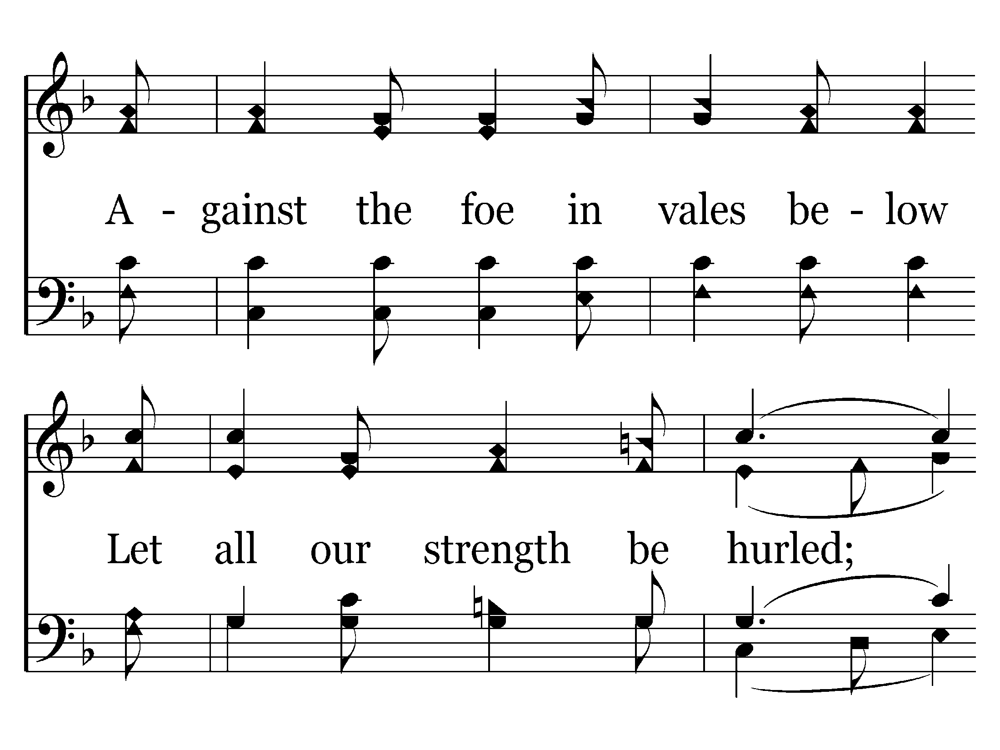 A - gainst the foe in vales be - low
Let all our strength be hurled;